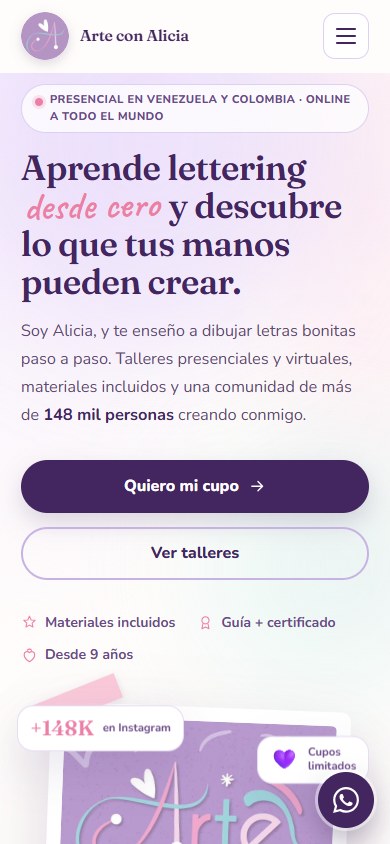 Arte con Alicia
PRESENCIAL EN VENEZUELA Y COLOMBIA · ONLINE
A TODO EL MUNDO
Aprende lettering
desde cero y descubre
lo que tus manos
pueden crear.
Soy Alicia, y te enseño a dibujar letras bonitas
paso a paso. Talleres presenciales y virtuales,
materiales incluidos y una comunidad de más
de 148 mil personas creando conmigo.
Quiero mi cupo →
Ver talleres
Materiales incluidos
Guía + certificado
Desde 9 años
+148K en Instagram
Cupos
limitados
Arte